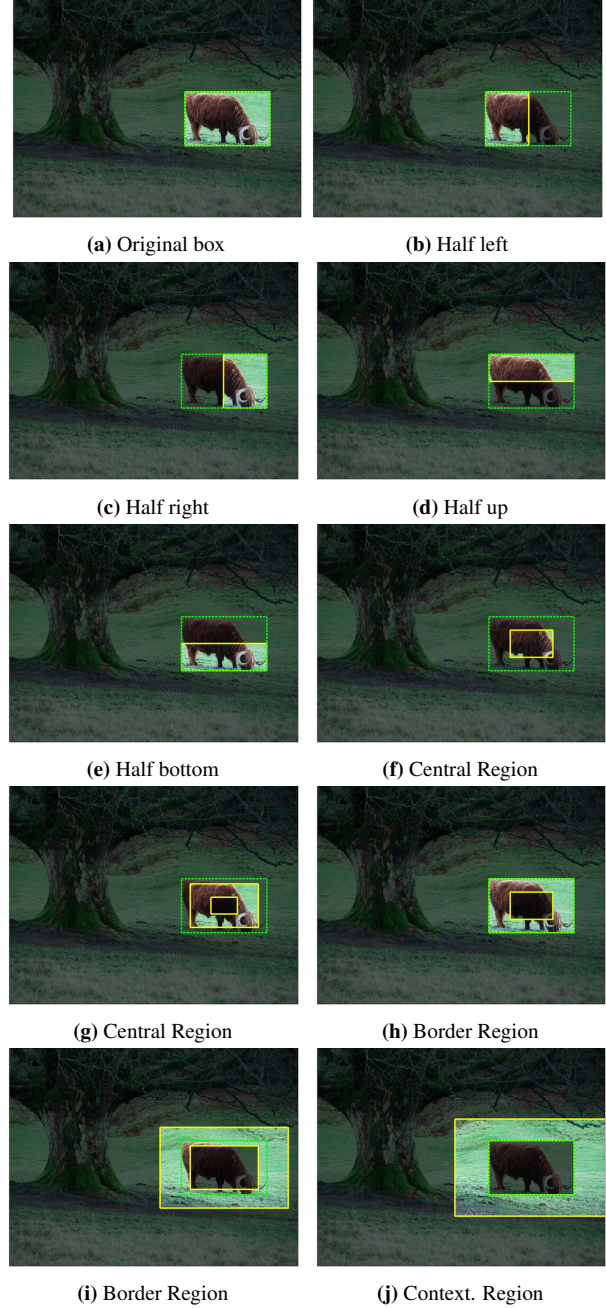 (a) Original box
(b) Half left
(c) Half right
(d) Half up
(e) Half bottom
(f) Central Region
(g) Central Region
(h) Border Region
(i) Border Region
(j) Context. Region